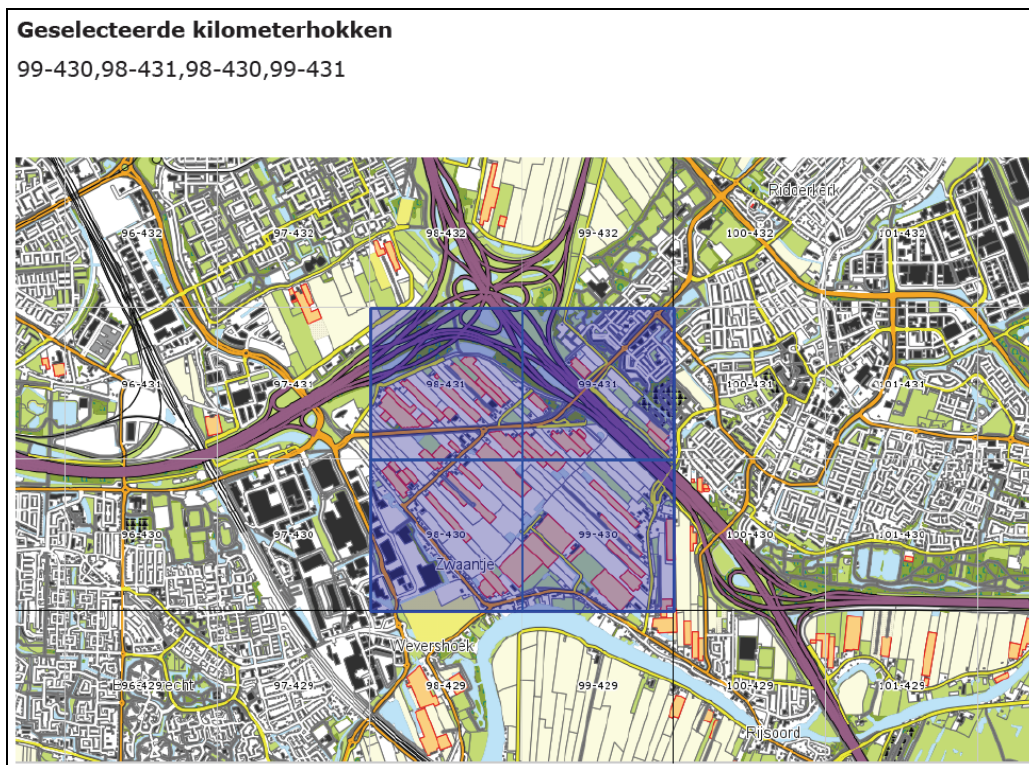 Geselecteerde kilometerhokken
99-430,98-431,98-430,99-431
Ridderkerk
96-432 97-432 98-432 99-432 100-432 101-432
96-431 97-431 98-431 99-431 100-431 101-431
96-430 97-430 98-430 99-430 100-430 101-430
Zwaantje
Wevershoek
96-429 97-429 98-429 99-429 100-429 101-429
Rijsoord